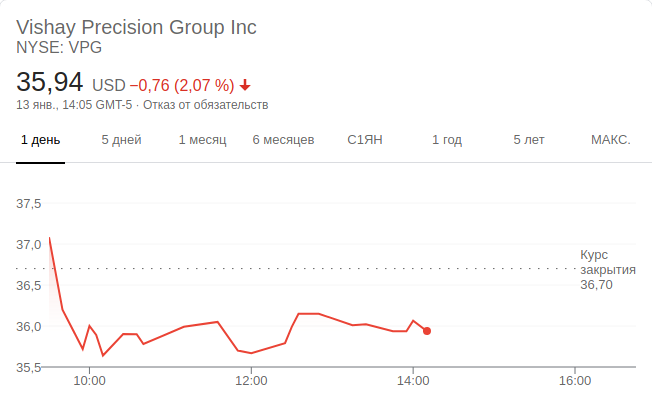 Vishay Precision Group Inc
NYSE: VPG
35,94 USD −0,76 (2,07 %)
13 янв., 14:05 GMT-5 · Отказ от обязательств
1 день 5 дней 1 месяц 6 месяцев С1ЯН 1 год 5 лет МАКС.
37,5
37,0
Курс
закрытия
36,70
36,5
36,0
35,5
10:00 12:00 14:00 16:00